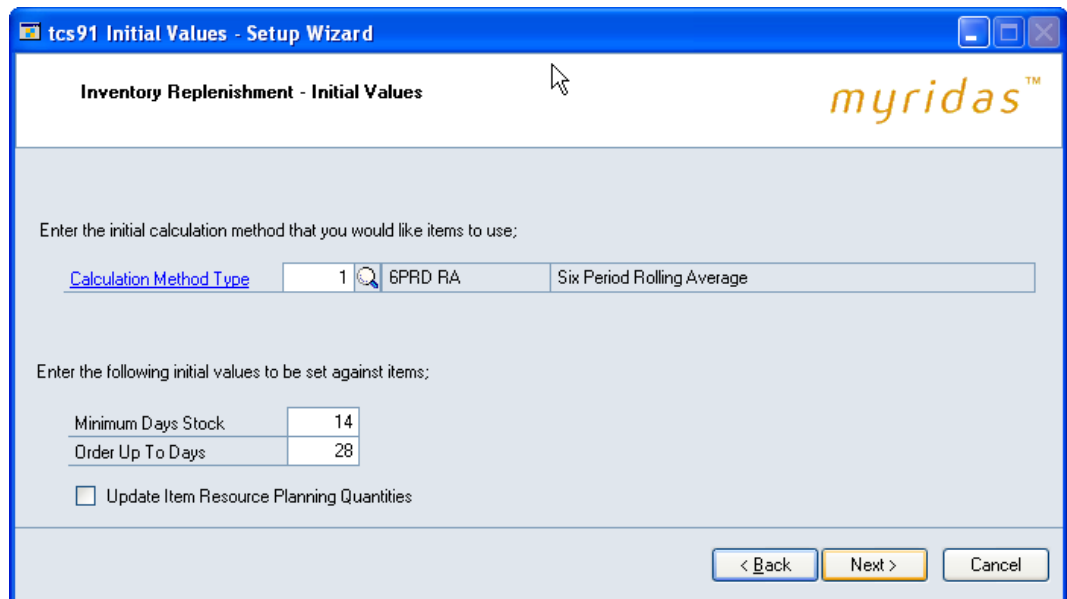 tcs91 Initial Values - Setup Wizard
Inventory Replenishment - Initial Values
myridas™
Enter the initial calculation method that you would like items to use;
Calculation Method Type 1 6PRD RA Six Period Rolling Average
Enter the following initial values to be set against items;
Minimum Days Stock 14
Order Up To Days 28
Update Item Resource Planning Quantities
< Back Next > Cancel